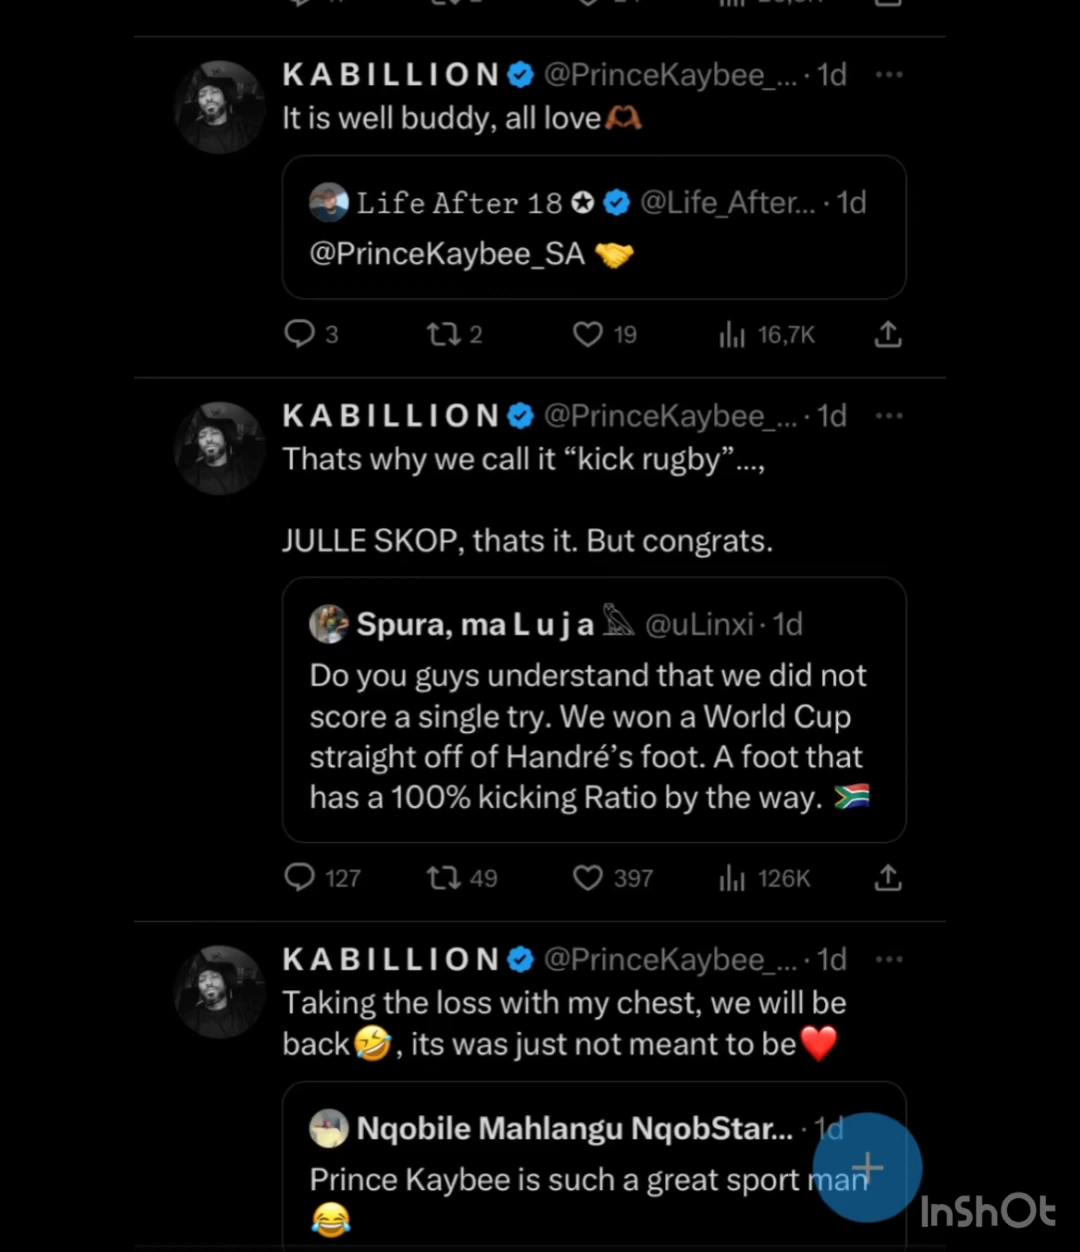 KABILLION @PrinceKaybee_... · 1d
It is well buddy, all love🫶🏾
Life After 18 ✪ @Life_After... · 1d
@PrinceKaybee_SA 🤝
3 2 19 16,7K
KABILLION @PrinceKaybee_... · 1d
Thats why we call it “kick rugby”...,
JULLE SKOP, thats it. But congrats.
Spura, ma L u j a 𓅓 @uLinxi · 1d
Do you guys understand that we did not
score a single try. We won a World Cup
straight off of Handré’s foot. A foot that
has a 100% kicking Ratio by the way. 🇿🇦
127 49 397 126K
KABILLION @PrinceKaybee_... · 1d
Taking the loss with my chest, we will be
back🤣, its was just not meant to be❤️
Nqobile Mahlangu NqobStar... · 1d
Prince Kaybee is such a great sport man
😂
InShOt